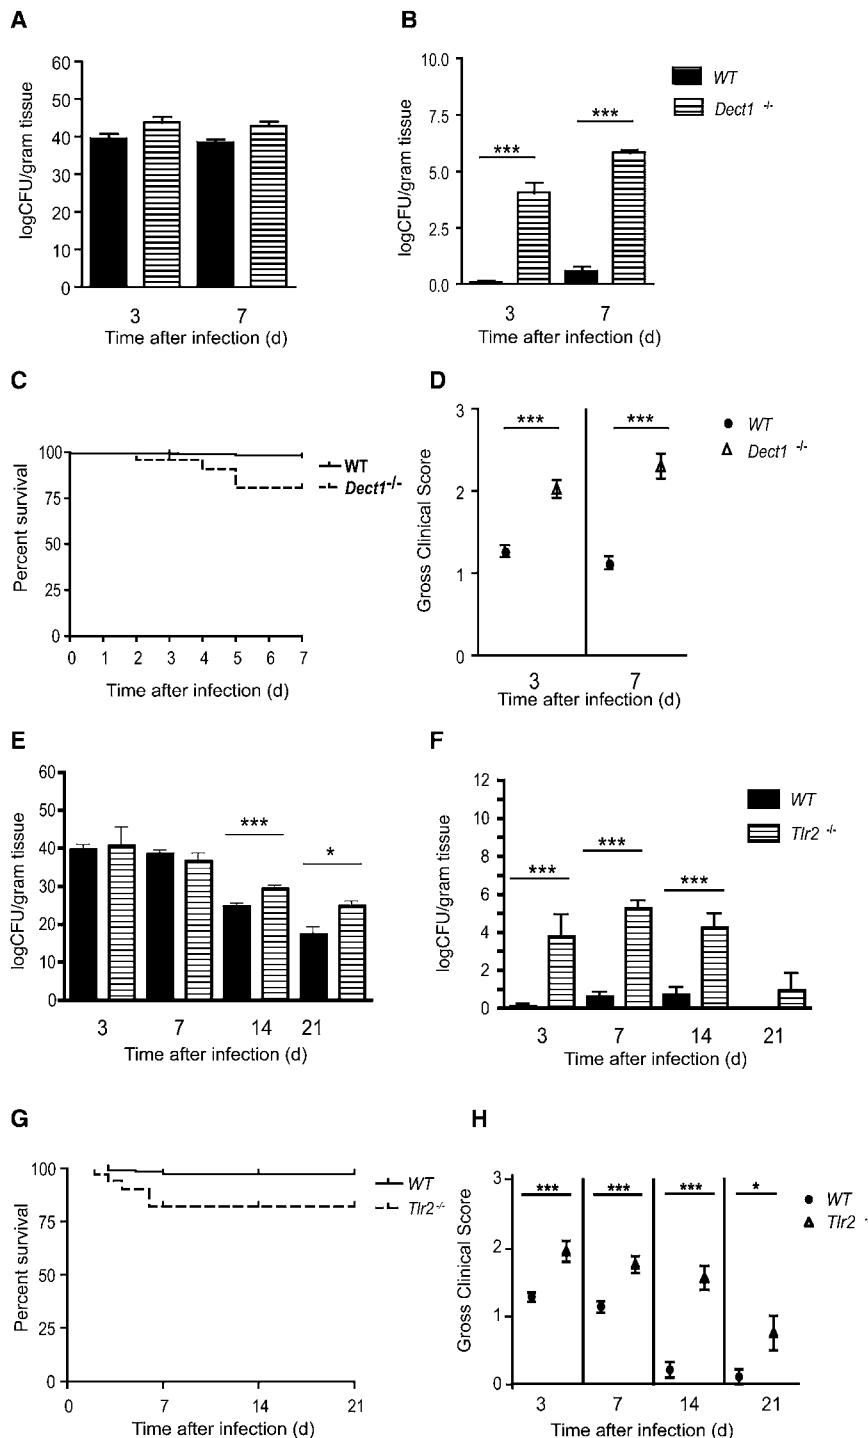 A
60
50
40
30
20
10
0
logCFU/gram tissue
3 7
Time after infection (d)
B
10.0
7.5
5.0
2.5
0.0
logCFU/gram tissue
***
***
WT
Dect1 -/-
3 7
Time after infection (d)
C
100
75
50
25
0
Percent survival
WT
Dect1-/-
0 1 2 3 4 5 6 7
Time after infection (d)
D
3
2
1
0
Gross Clinical Score
*** ***
WT
Dect1 -/-
3 7
Time after infection (d)
E
60
50
40
30
20
10
0
logCFU/gram tissue
***
*
3 7 14 21
Time after infection (d)
F
12
10
8
6
4
2
0
logCFU/gram tissue
***
***
***
WT
Tlr2 -/-
3 7 14 21
Time after infection (d)
G
100
75
50
25
0
Percent survival
WT
Tlr2-/-
0 7 14 21
Time after infection (d)
H
3
2
1
0
Gross Clinical Score
*** *** *** *
WT
Tlr2 -
3 7 14 21
Time after infection (d)